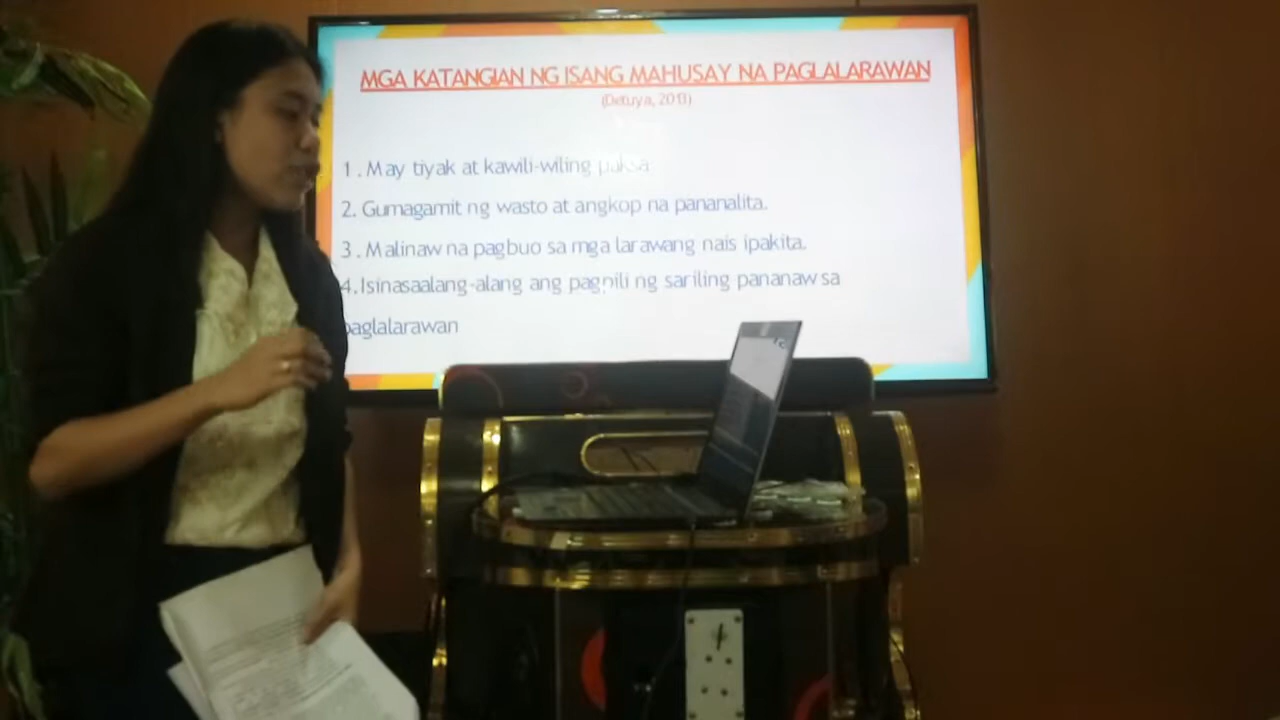 MGA KATANGIAN NG ISANG MAHUSAY NA PAGLALARAWAN
(Detuya, 2013)
1. May tiyak at kawili-wiling paksa
2. Gumagamit ng wasto at angkop na pananalita.
3. Malinaw na pagbuo sa mga larawang nais ipakita.
4. Isinasaalang-alang ang pagpili ng sariling pananaw sa
paglalarawan